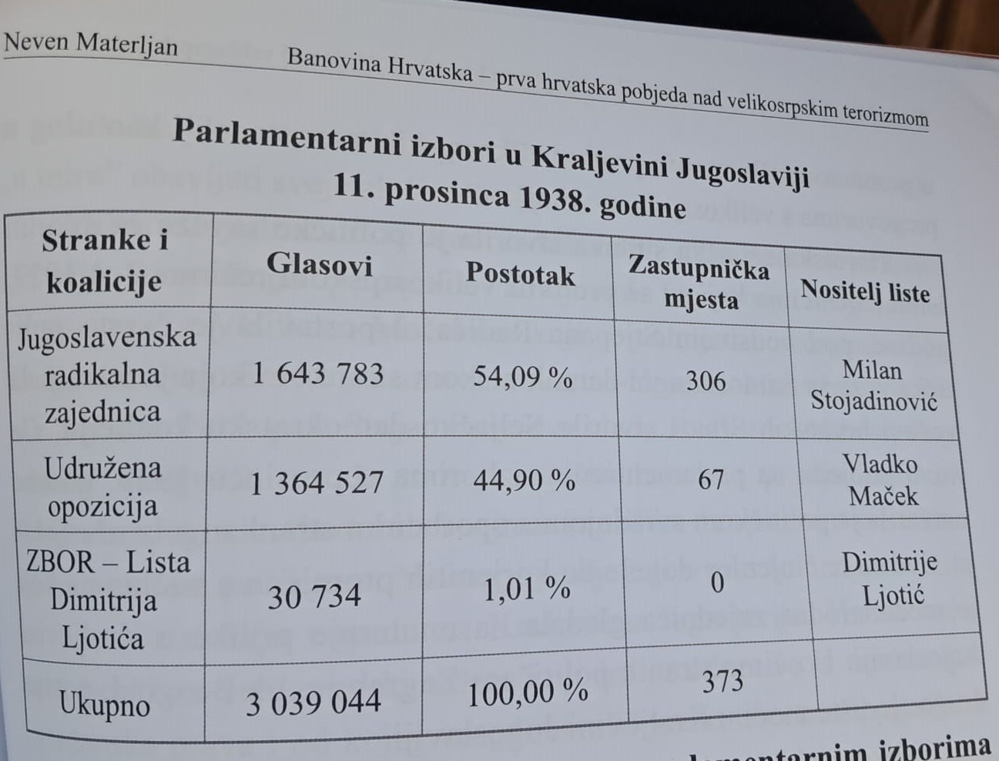 Neven Materljan
Banovina Hrvatska – prva hrvatska pobjeda nad velikosrpskim terorizmom
Parlamentarni izbori u Kraljevini Jugoslaviji
11. prosinca 1938. godine
Stranke i
koalicije
Glasovi
Postotak
Zastupnička
mjesta
Nositelj liste
Jugoslavenska
radikalna
zajednica
1 643 783
54,09 %
306
Milan
Stojadinović
Udružena
opozicija
1 364 527
44,90 %
67
Vladko
Maček
ZBOR – Lista
Dimitrija
Ljotića
30 734
1,01 %
0
Dimitrije
Ljotić
Ukupno
3 039 044
100,00 %
373
izborima